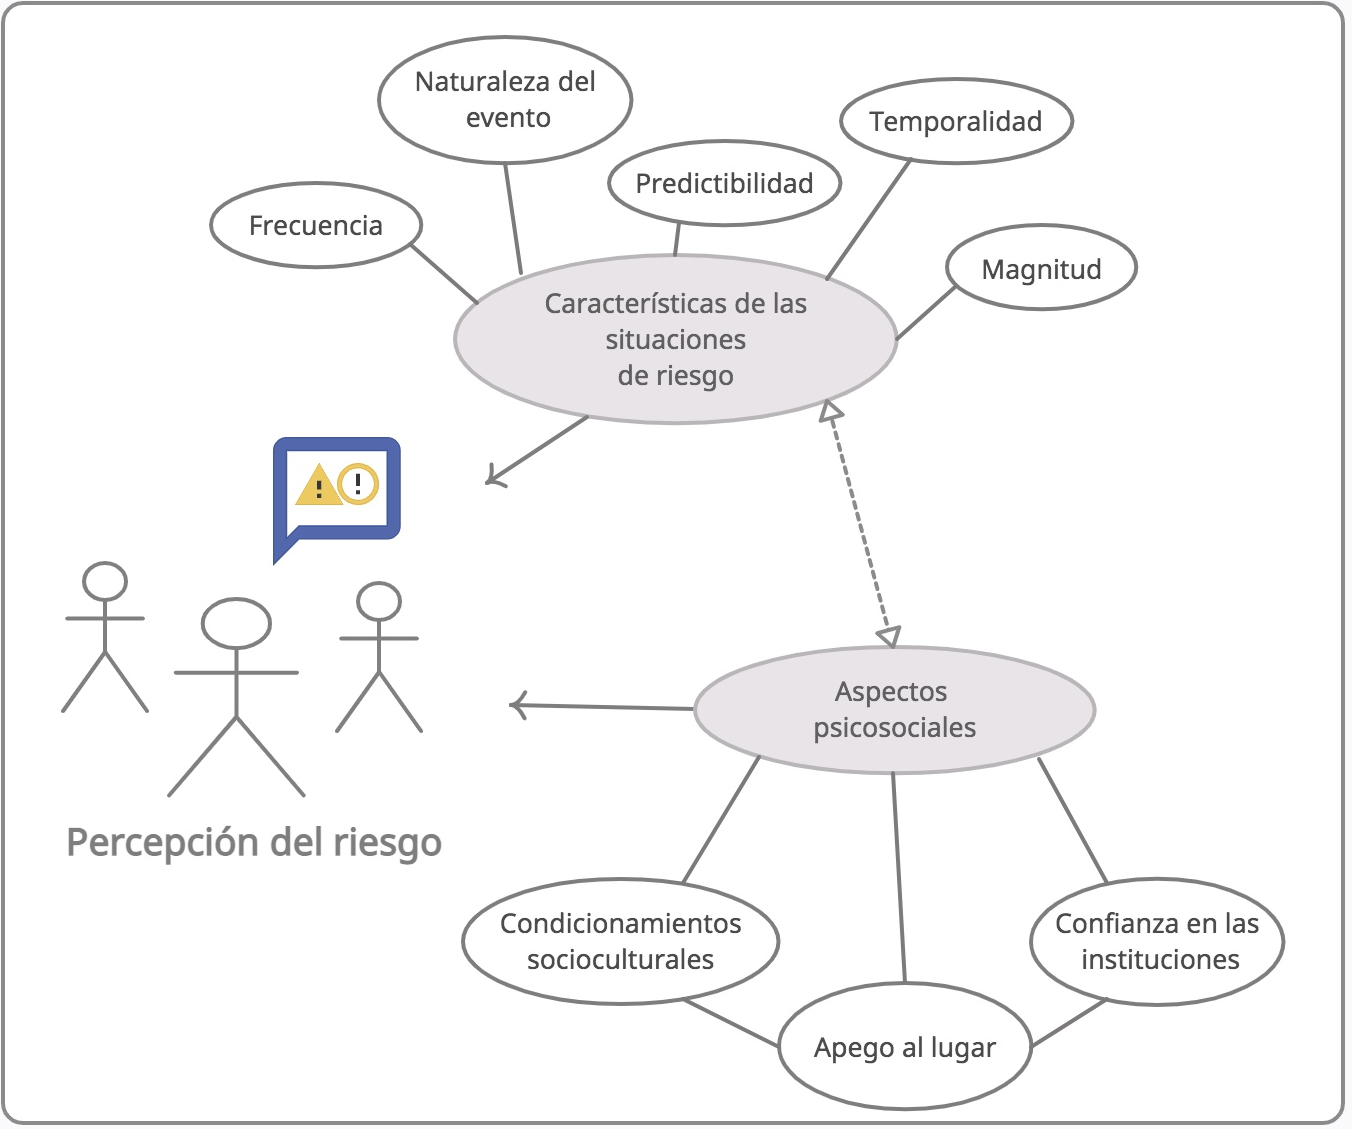 Naturaleza del
evento
Temporalidad
Predictibilidad
Frecuencia
Magnitud
Características de las
situaciones
de riesgo
! !
Aspectos
psicosociales
Percepción del riesgo
Condicionamientos
socioculturales
Confianza en las
instituciones
Apego al lugar